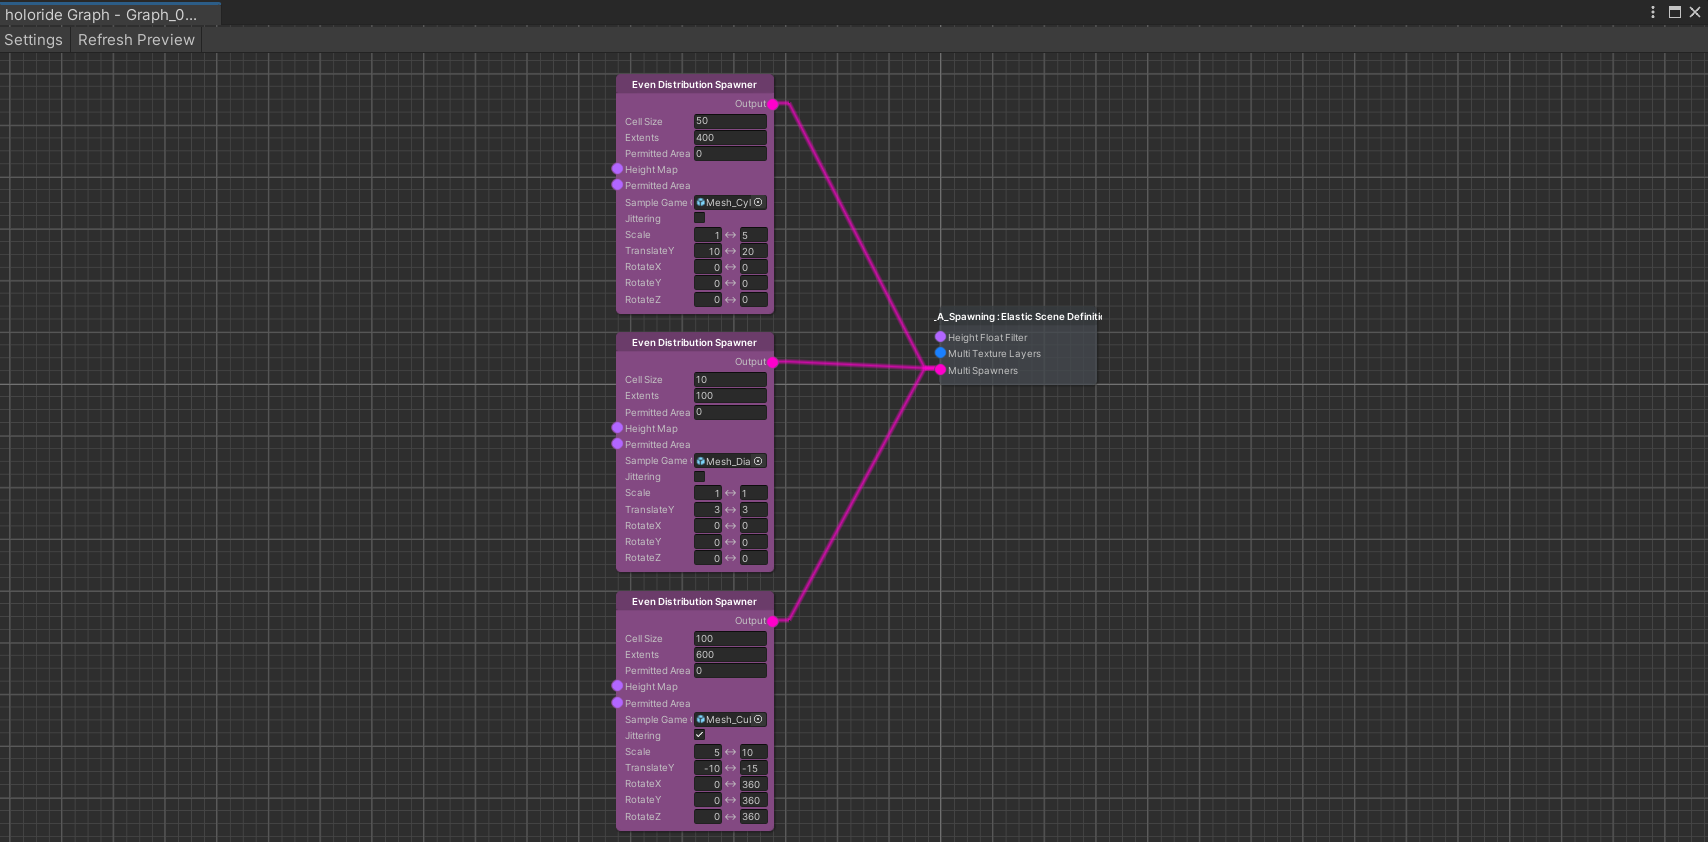 holoride Graph - Graph_0...
Settings Refresh Preview
Even Distribution Spawner
Output
Cell Size 50
Extents 400
Permitted Area 0
Height Map
Permitted Area
Sample Game Mesh_Cyl
Jittering
Scale 1 ↔ 5
TranslateY 10 ↔ 20
RotateX 0 ↔ 0
RotateY 0 ↔ 0
RotateZ 0 ↔ 0
Even Distribution Spawner
Output
Cell Size 10
Extents 100
Permitted Area 0
Height Map
Permitted Area
Sample Game Mesh_Dia
Jittering
Scale 1 ↔ 1
TranslateY 3 ↔ 3
RotateX 0 ↔ 0
RotateY 0 ↔ 0
RotateZ 0 ↔ 0
Even Distribution Spawner
Output
Cell Size 100
Extents 600
Permitted Area 0
Height Map
Permitted Area
Sample Game Mesh_Cul
Jittering
Scale 5 ↔ 10
TranslateY -10 ↔ -15
RotateX 0 ↔ 360
RotateY 0 ↔ 360
RotateZ 0 ↔ 360
_A_Spawning : Elastic Scene Definitic
Height Float Filter
Multi Texture Layers
Multi Spawners